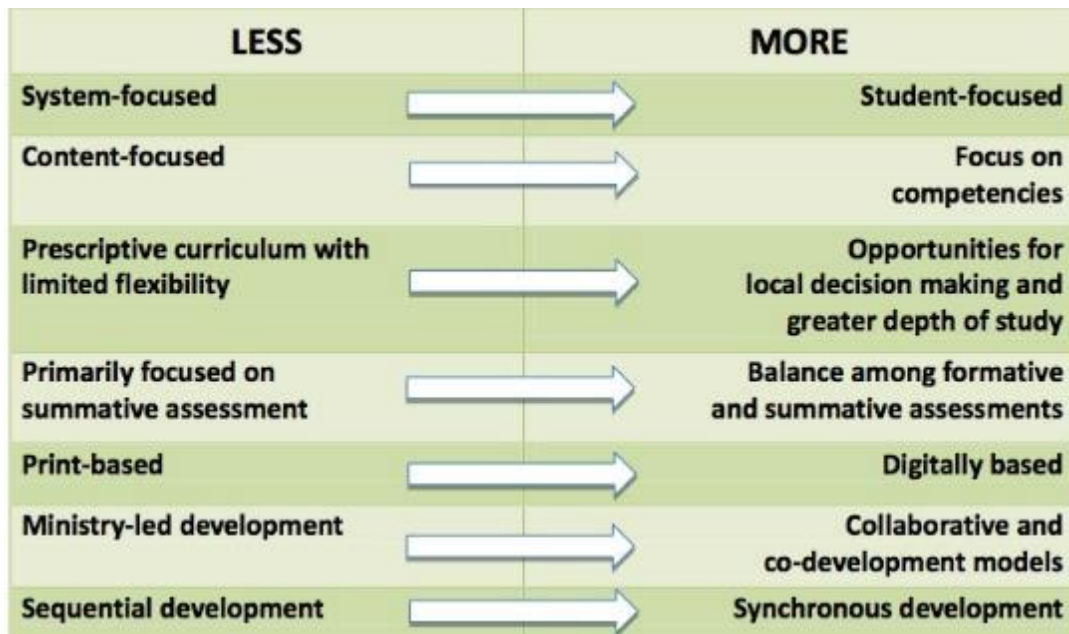 LESS
MORE
System-focused
Student-focused
Content-focused
Focus on
competencies
Prescriptive curriculum with
limited flexibility
Opportunities for
local decision making and
greater depth of study
Primarily focused on
summative assessment
Balance among formative
and summative assessments
Print-based
Digitally based
Ministry-led development
Collaborative and
co-development models
Sequential development
Synchronous development